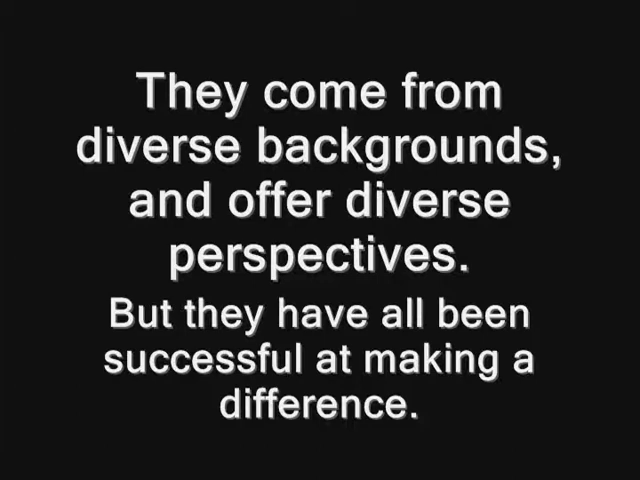 They come from
diverse backgrounds,
and offer diverse
perspectives.
But they have all been
successful at making a
difference.